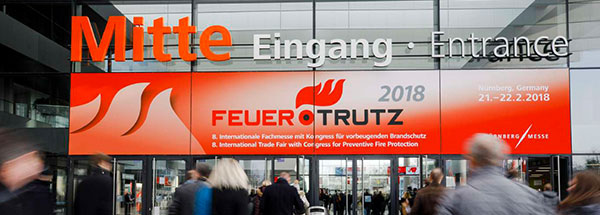 Mitte Eingang · Entrance
FEUERTRUTZ 2018
8. Internationale Fachmesse mit Kongress für vorbeugenden Brandschutz
8. International Trade Fair with Congress for Preventive Fire Protection
Nürnberg, Germany
21.–22.2.2018
NÜRNBERG MESSE